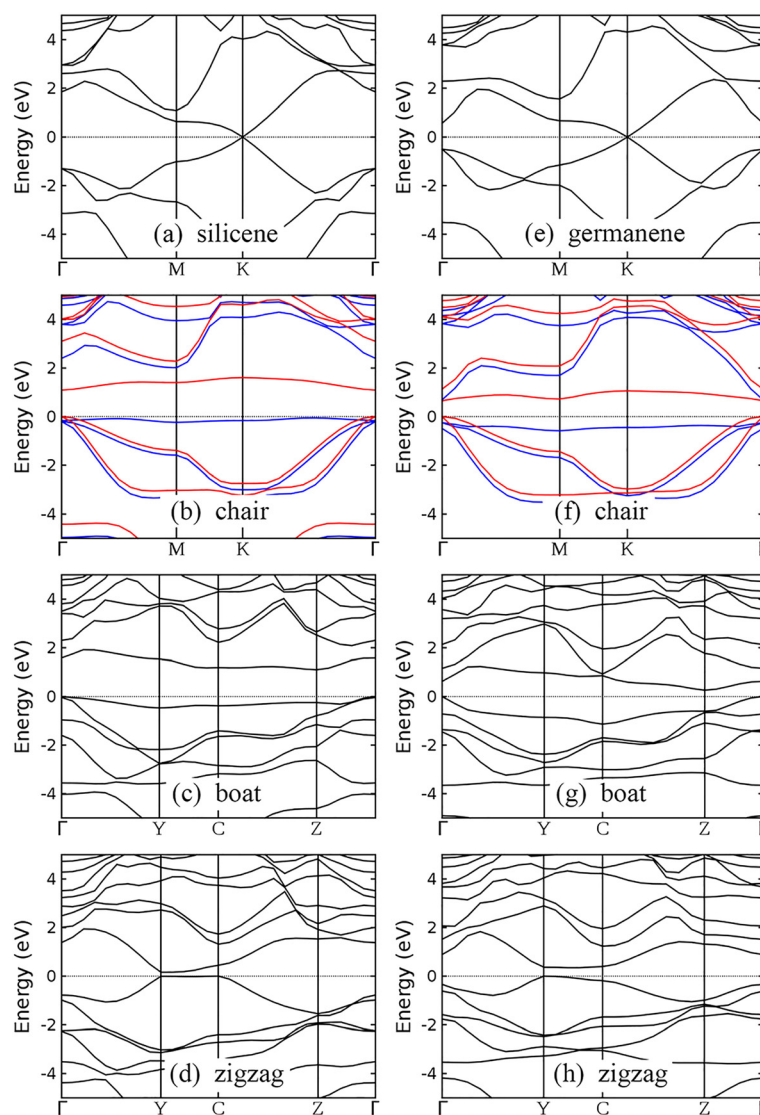 Energy (eV)
4
2
0
-2
-4
(a) silicene
Γ M K Γ
Energy (eV)
4
2
0
-2
-4
(e) germanene
Γ M K
Energy (eV)
4
2
0
-2
-4
(b) chair
Γ M K Γ
Energy (eV)
4
2
0
-2
-4
(f) chair
Γ M K
Energy (eV)
4
2
0
-2
-4
(c) boat
Γ Y C Z Γ
Energy (eV)
4
2
0
-2
-4
(g) boat
Γ Y C Z
Energy (eV)
4
2
0
-2
-4
(d) zigzag
Γ Y C Z Γ
Energy (eV)
4
2
0
-2
-4
(h) zigzag
Γ Y C Z